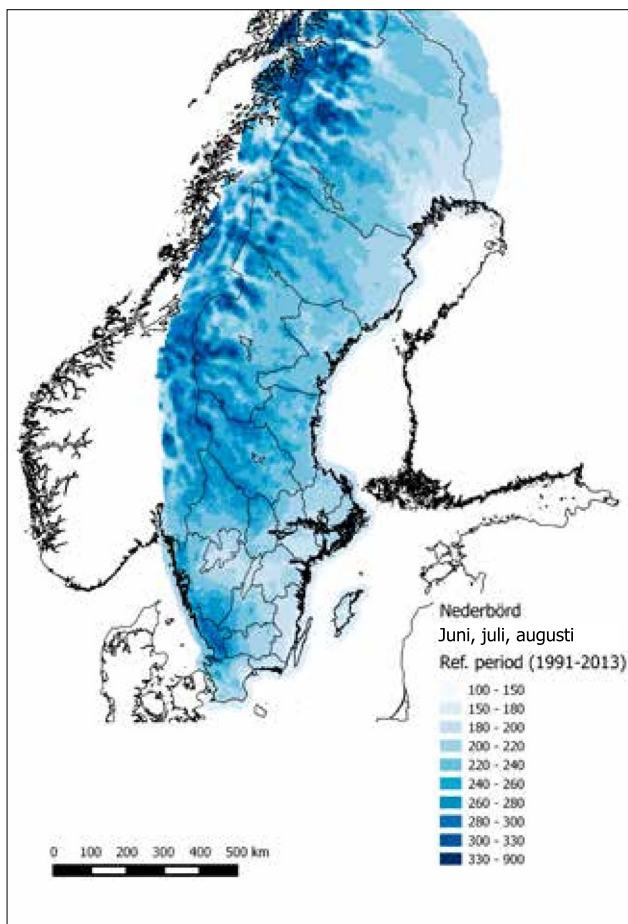 Nederbörd
Juni, juli, augusti
Ref. period (1991-2013)
100 - 150
150 - 180
180 - 200
200 - 220
220 - 240
240 - 260
260 - 280
280 - 300
300 - 330
330 - 900
0 100 200 300 400 500 km